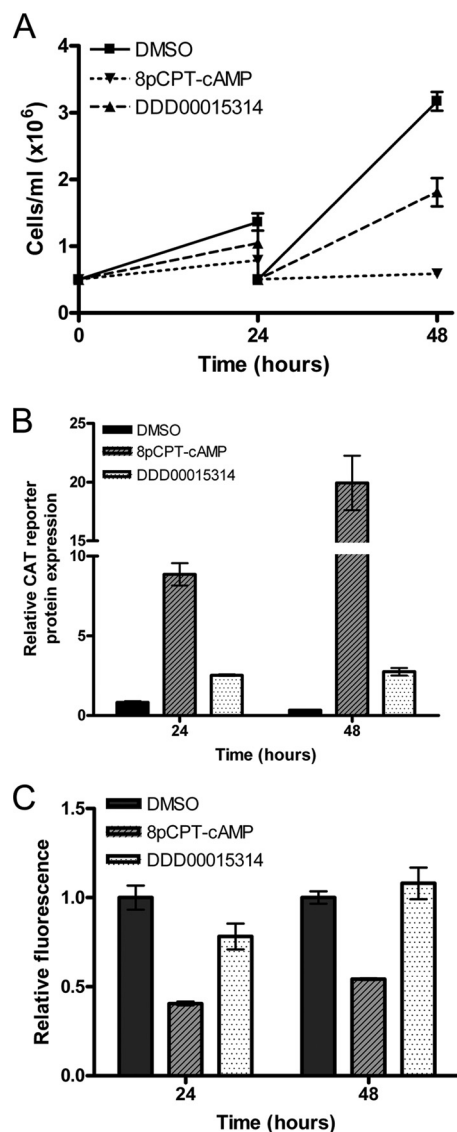 A
DMSO
8pCPT-cAMP
DDD00015314
4
3
2
1
0
Cells/ml (x10⁶)
0 24 48
Time (hours)
B
DMSO
8pCPT-cAMP
DDD00015314
25
20
15
10
5
0
Relative CAT reporter
protein expression
24 48
Time (hours)
C
DMSO
8pCPT-cAMP
DDD00015314
1.5
1.0
0.5
0.0
Relative fluorescence
24 48
Time (hours)